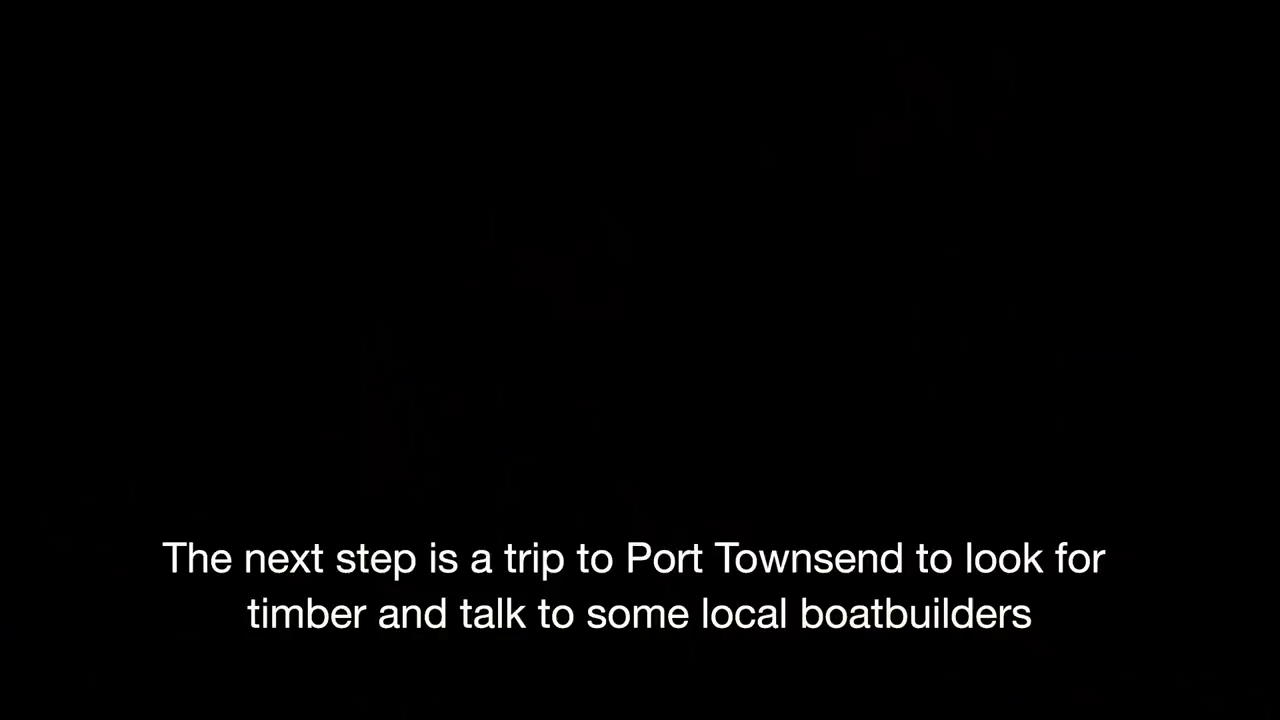 The next step is a trip to Port Townsend to look for
timber and talk to some local boatbuilders